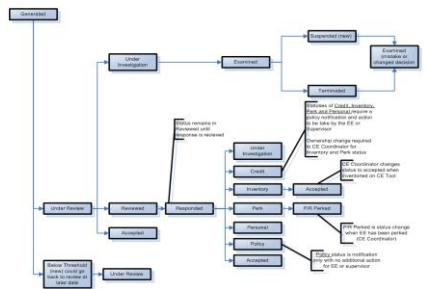 Generated
Suspended (new)
Under
Investigation
Examined
Examined
(mistake or
changed decision
Terminated
Status remains in
Reviewed until
response is recieved
Statuses of Credit, Inventory,
Perk and Personal require a
policy notification and action
to be take by the EE or
Supervisor
Ownership change required
to CE Coordinator for
Inventory and Perk status
Under
Investigation
Credit
CE Coordinator changes
status to accepted when
inventoried on CE Tool
Inventory
Accepted
Under Review
Reviewed
Responded
Perk
P/R Parked
Personal
P/R Parked is status change
when EE has been perked
(CE Coordinator)
Accepted
Policy
Policy status is notification
only with no additional action
for EE or supervisor
Accepted
Below Threshold
(new) could go
back to review at
later date
Under Review